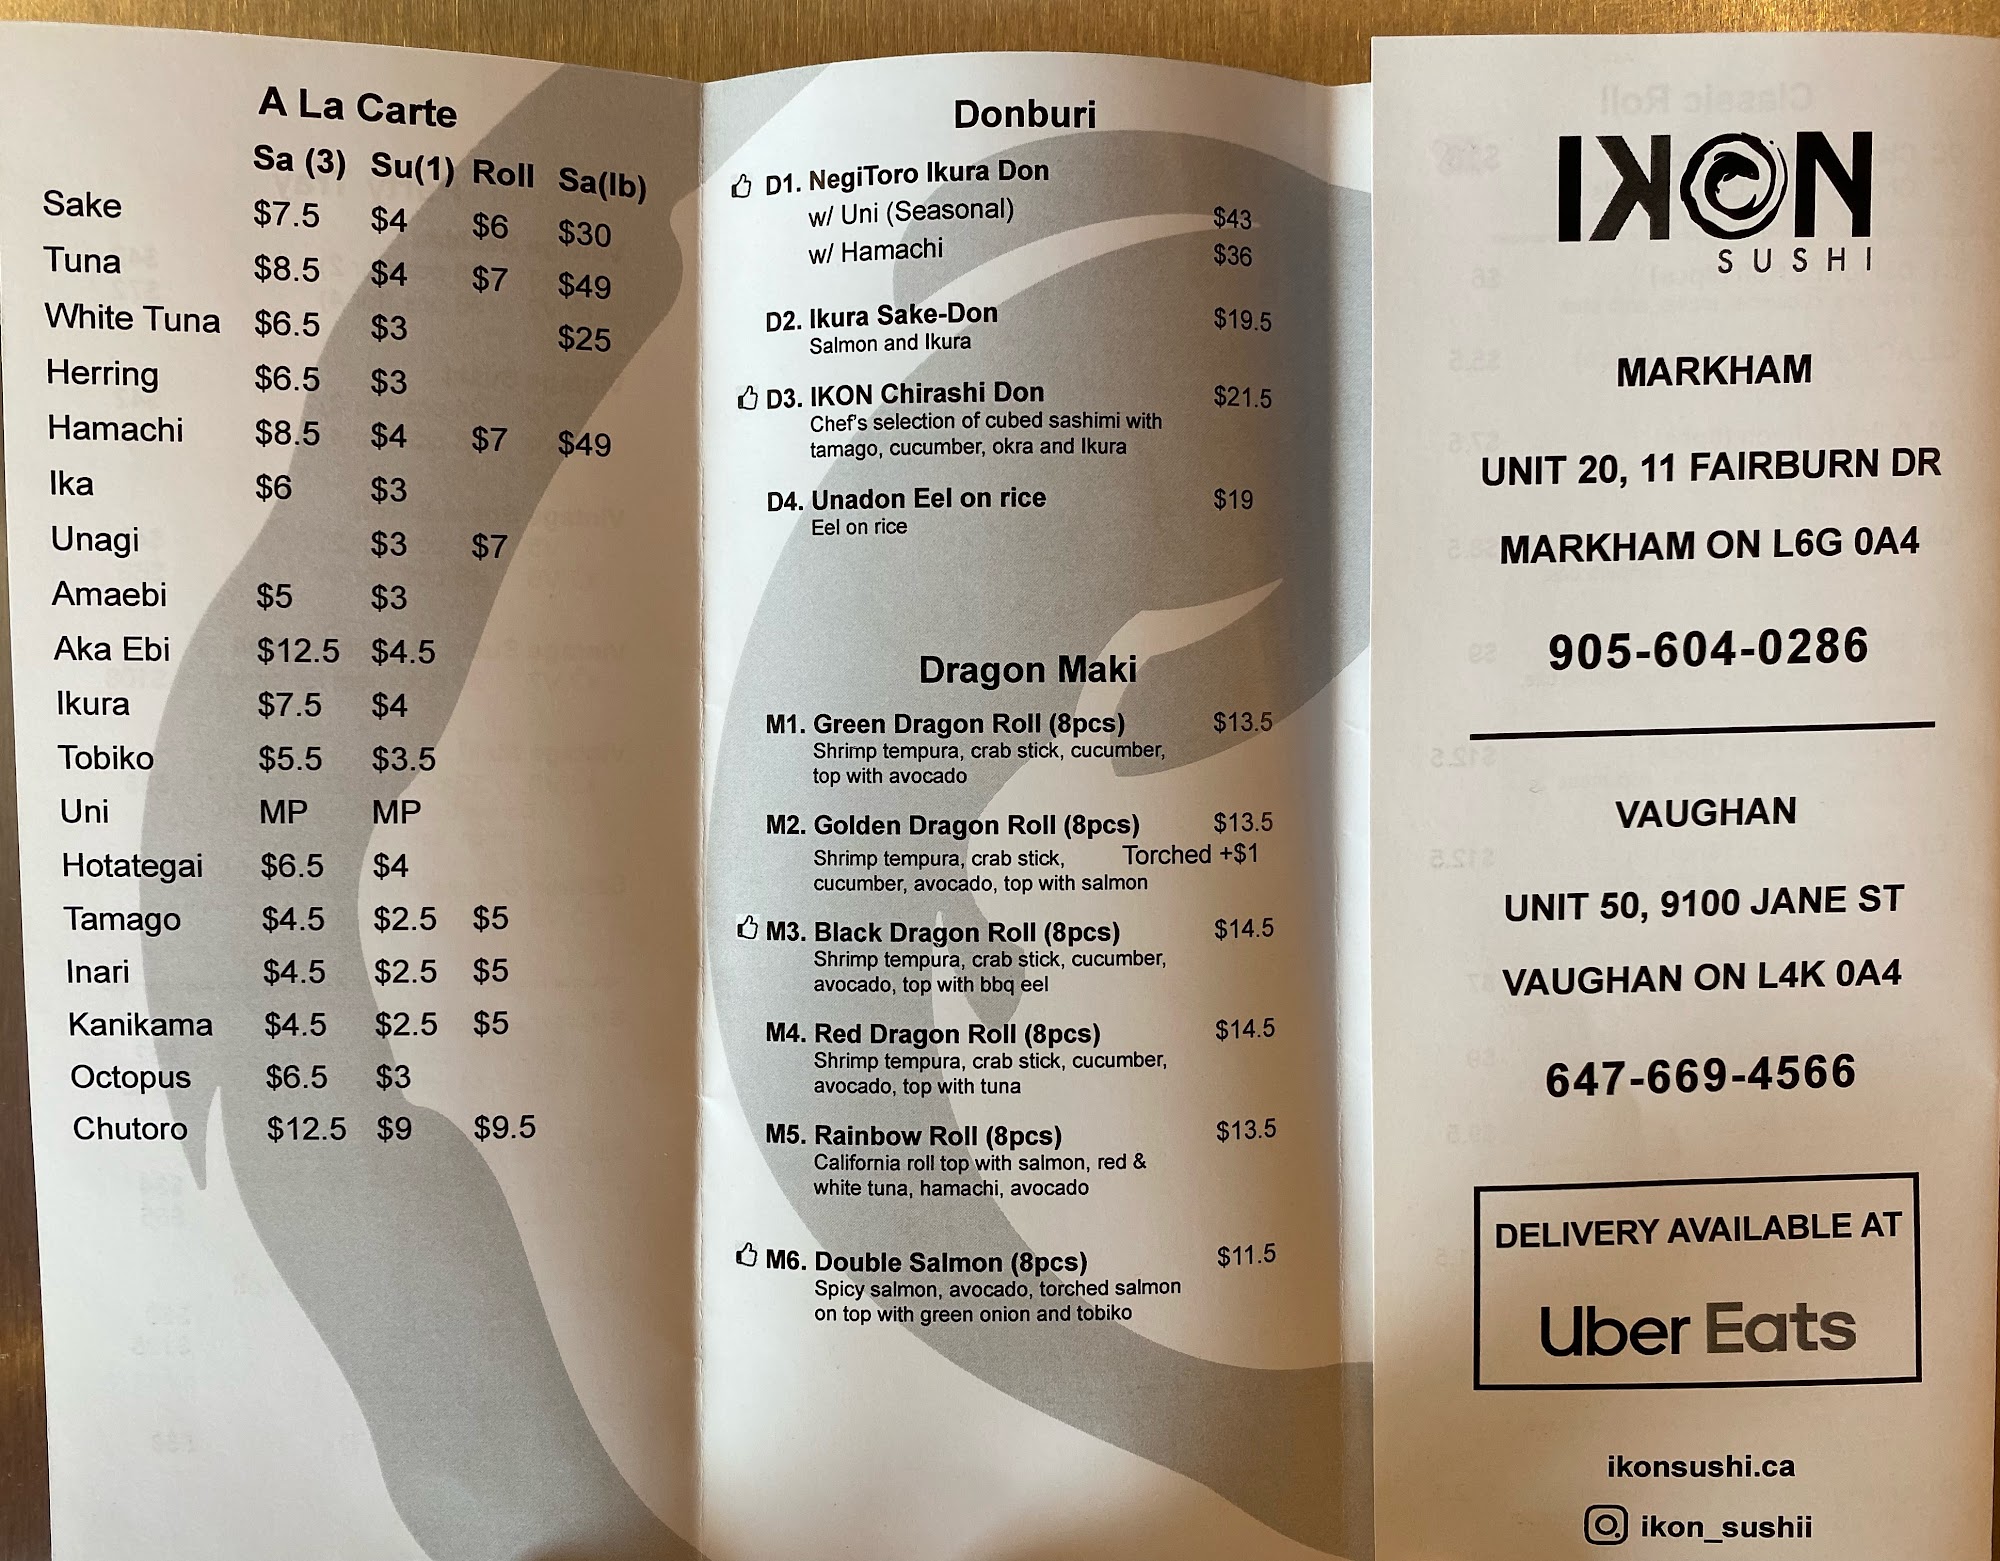 A La Carte
Sa (3) Su(1) Roll Sa(lb)
Sake $7.5 $4 $6 $30
Tuna $8.5 $4 $7 $49
White Tuna $6.5 $3 $25
Herring $6.5 $3
Hamachi $8.5 $4 $7 $49
Ika $6 $3
Unagi $3 $7
Amaebi $5 $3
Aka Ebi $12.5 $4.5
Ikura $7.5 $4
Tobiko $5.5 $3.5
Uni MP MP
Hotategai $6.5 $4
Tamago $4.5 $2.5 $5
Inari $4.5 $2.5 $5
Kanikama $4.5 $2.5 $5
Octopus $6.5 $3
Chutoro $12.5 $9 $9.5
Donburi
D1. NegiToro Ikura Don
w/ Uni (Seasonal) $43
w/ Hamachi $36
D2. Ikura Sake-Don $19.5
Salmon and Ikura
D3. IKON Chirashi Don $21.5
Chef's selection of cubed sashimi with
tamago, cucumber, okra and Ikura
D4. Unadon Eel on rice $19
Eel on rice
Dragon Maki
M1. Green Dragon Roll (8pcs) $13.5
Shrimp tempura, crab stick, cucumber,
top with avocado
M2. Golden Dragon Roll (8pcs) $13.5
Shrimp tempura, crab stick, Torched +$1
cucumber, avocado, top with salmon
M3. Black Dragon Roll (8pcs) $14.5
Shrimp tempura, crab stick, cucumber,
avocado, top with bbq eel
M4. Red Dragon Roll (8pcs) $14.5
Shrimp tempura, crab stick, cucumber,
avocado, top with tuna
M5. Rainbow Roll (8pcs) $13.5
California roll top with salmon, red &
white tuna, hamachi, avocado
M6. Double Salmon (8pcs) $11.5
Spicy salmon, avocado, torched salmon
on top with green onion and tobiko
IKON
SUSHI
MARKHAM
UNIT 20, 11 FAIRBURN DR
MARKHAM ON L6G 0A4
905-604-0286
VAUGHAN
UNIT 50, 9100 JANE ST
VAUGHAN ON L4K 0A4
647-669-4566
DELIVERY AVAILABLE AT
Uber Eats
ikonsushi.ca
ikon_sushii